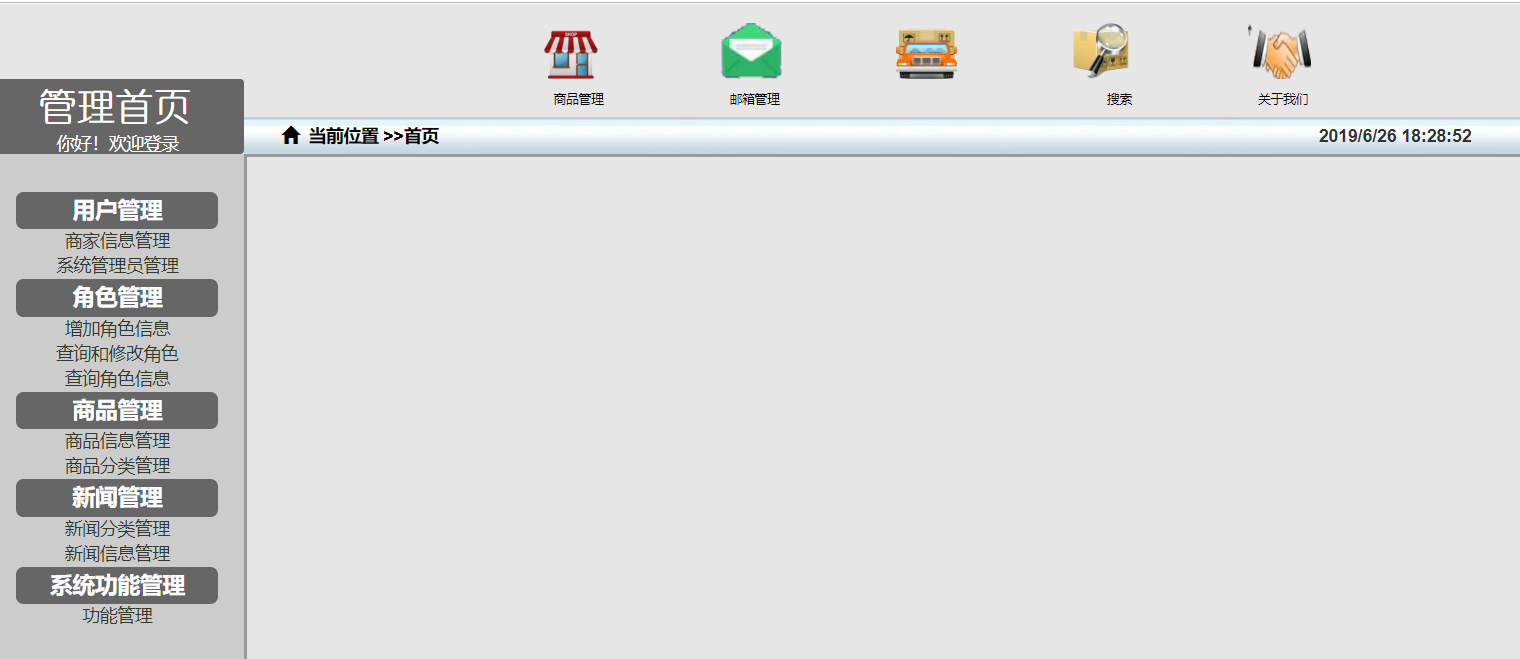 SHOP
商品管理
邮箱管理
搜索
关于我们
管理首页
你好！欢迎登录
当前位置 >>首页
2019/6/26 18:28:52
用户管理
商家信息管理
系统管理员管理
角色管理
增加角色信息
查询和修改角色
查询角色信息
商品管理
商品信息管理
商品分类管理
新闻管理
新闻分类管理
新闻信息管理
系统功能管理
功能管理